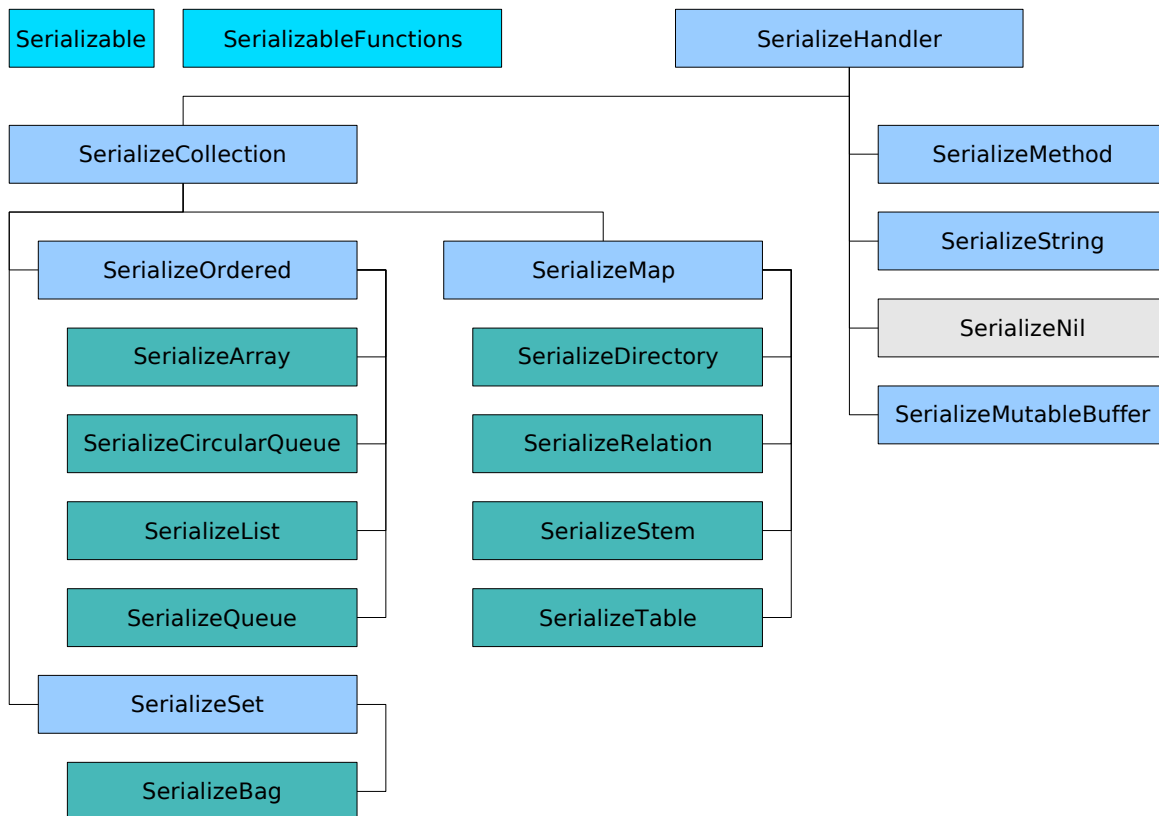 Serializable
SerializableFunctions
SerializeHandler
SerializeCollection
SerializeMethod
SerializeOrdered
SerializeMap
SerializeString
SerializeArray
SerializeDirectory
SerializeNil
SerializeCircularQueue
SerializeRelation
SerializeMutableBuffer
SerializeList
SerializeStem
SerializeQueue
SerializeTable
SerializeSet
SerializeBag